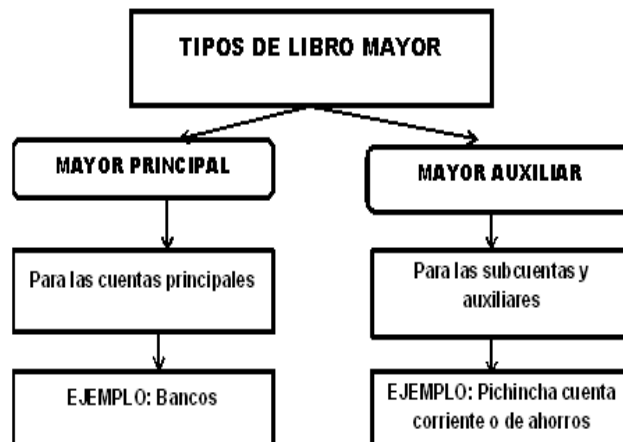 TIPOS DE LIBRO MAYOR
MAYOR PRINCIPAL
Para las cuentas principales
EJEMPLO: Bancos
MAYOR AUXILIAR
Para las subcuentas y
auxiliares
EJEMPLO: Pichincha cuenta
corriente o de ahorros